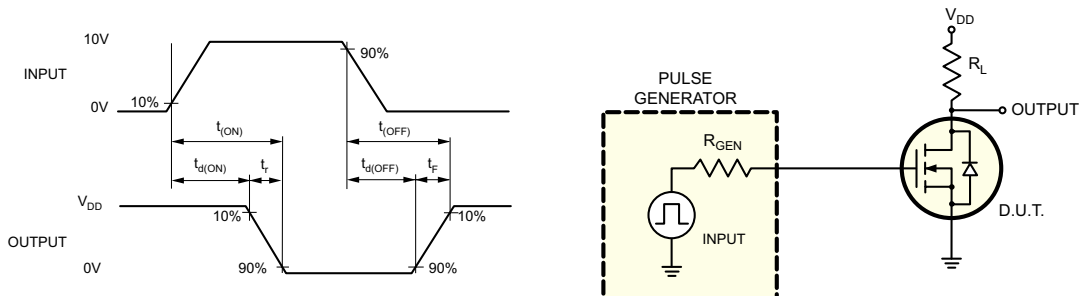 10V
INPUT
0V
10%
90%
t(ON)
t(OFF)
td(ON)
tr
td(OFF)
tF
VDD
OUTPUT
0V
10%
90%
90%
10%
VDD
RL
OUTPUT
PULSE
GENERATOR
RGEN
INPUT
D.U.T.